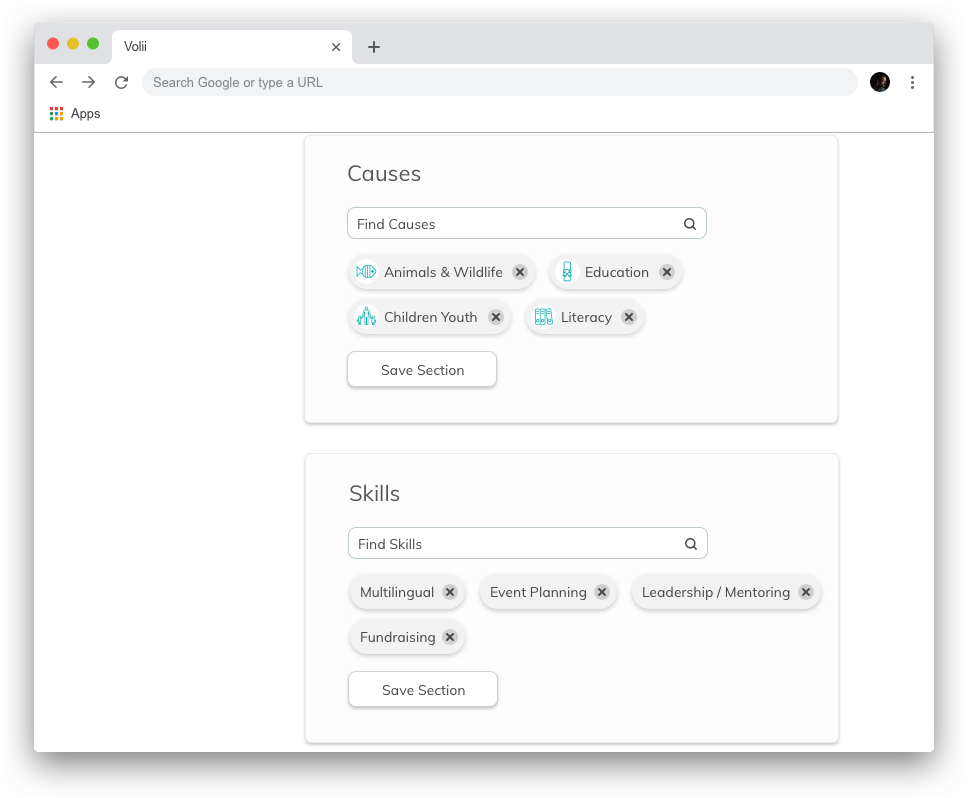 Volii
Search Google or type a URL
Apps
Causes
Find Causes
Animals & Wildlife Education
Children Youth Literacy
Save Section
Skills
Find Skills
Multilingual Event Planning Leadership / Mentoring
Fundraising
Save Section